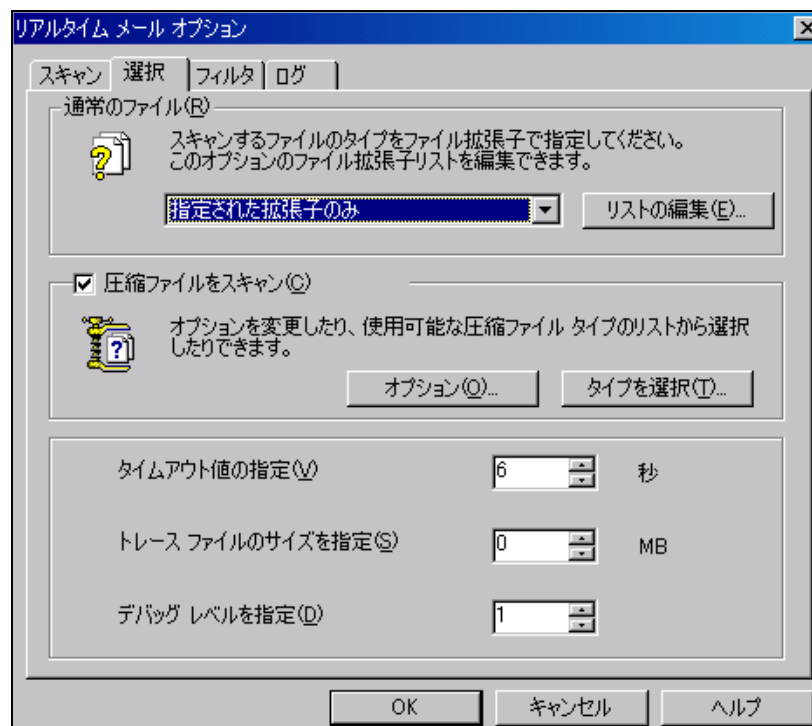 リアルタイム メール オプション
スキャン 選択 フィルタ ログ
通常のファイル(R)
スキャンするファイルのタイプをファイル拡張子で指定してください。
このオプションのファイル拡張子リストを編集できます。
指定された拡張子のみ リストの編集(E)...
圧縮ファイルをスキャン(C)
オプションを変更したり、使用可能な圧縮ファイル タイプのリストから選択
したりできます。
オプション(O)... タイプを選択(T)...
タイムアウト値の指定(V) 6 秒
トレース ファイルのサイズを指定(S) 0 MB
デバッグ レベルを指定(D) 1
OK キャンセル ヘルプ